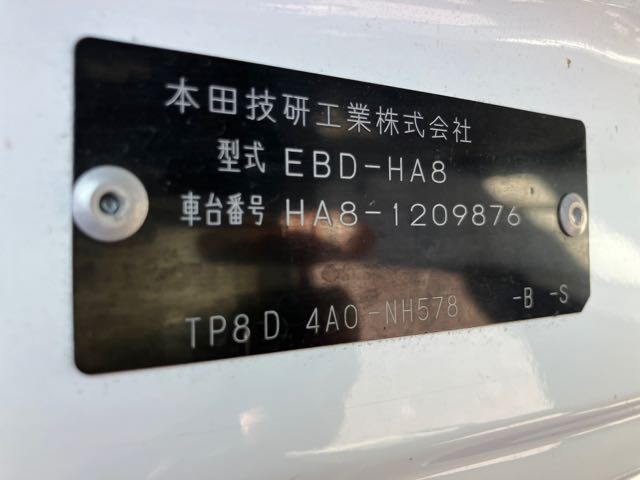 本田技研工業株式会社
型式 EBD-HA8
車台番号 HA8-1209876
TP8D 4A0-NH578 -B -S